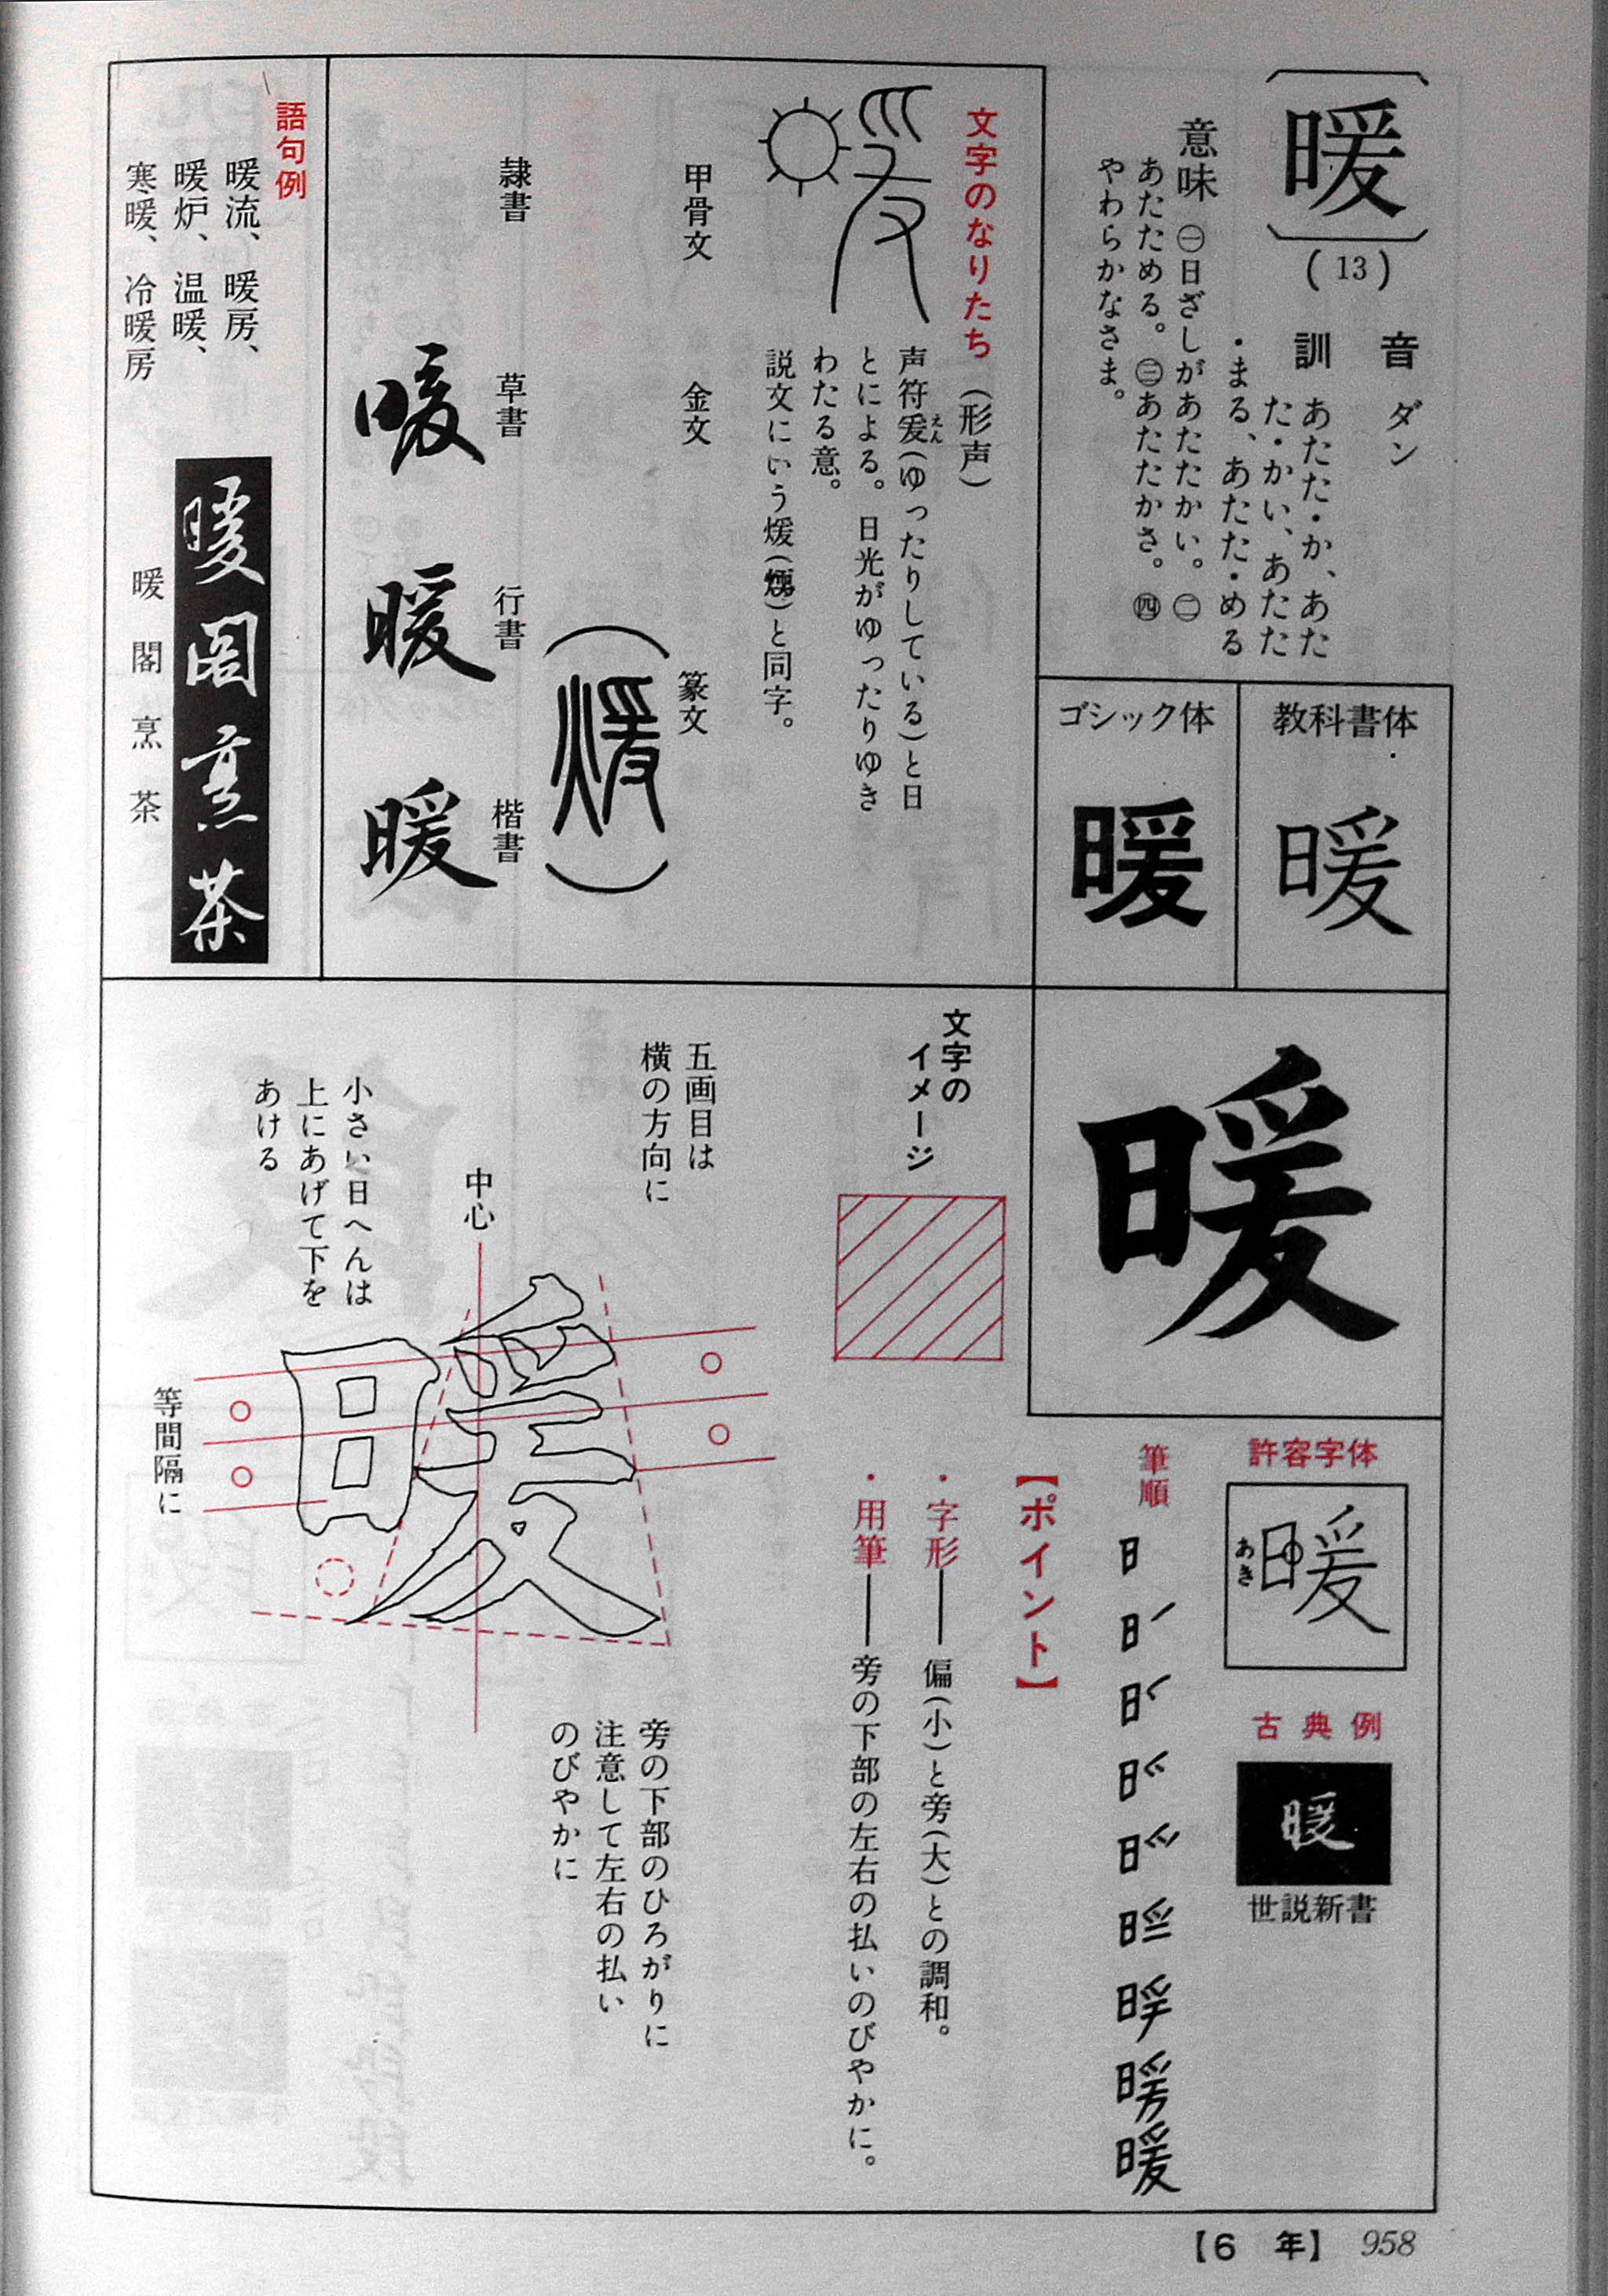 暖
(13)
音 ダン
訓 あたた・か、あた
た・かい、あたた
・まる、あたた・める
意味 ㊀日ざしがあたたかい。㊁
あたためる。㊂あたたかさ。㊃
やわらかなさま。
教科書体
暖
ゴシック体
暖
文字のなりたち (形声)
声符爰(ゆったりしている)と日
えん
とによる。日光がゆったりゆき
わたる意。
説文にいう煖(㷉)と同字。
甲骨文
金文
篆文
(煖)
隷書
草書
暖
行書
暖
楷書
暖
語句例
暖流、暖房、
暖炉、温暖、
寒暖、冷暖房
暖閣烹茶
暖閣烹茶
暖
許容字体
暖
あき
古典例
暖
世説新書
筆順
暖
【ポイント】
・字形——偏(小)と旁(大)との調和。
・用筆——旁の下部の左右の払いのびやかに。
文字の
イメージ
五画目は
横の方向に
中心
小さい日へんは
上にあげて下を
あける
等間隔に
暖
旁の下部のひろがりに
注意して左右の払い
のびやかに
【6 年】 958